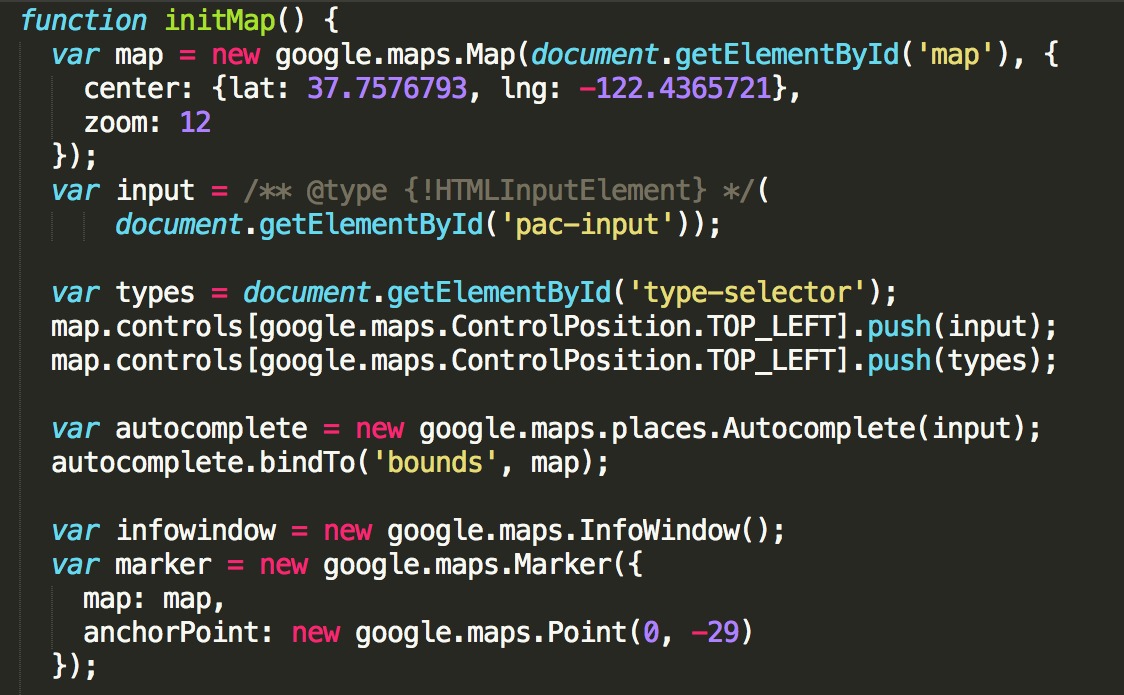 function initMap() {
  var map = new google.maps.Map(document.getElementById('map'), {
    center: {lat: 37.7576793, lng: -122.4365721},
    zoom: 12
  });
  var input = /** @type {!HTMLInputElement} */(
      document.getElementById('pac-input'));

  var types = document.getElementById('type-selector');
  map.controls[google.maps.ControlPosition.TOP_LEFT].push(input);
  map.controls[google.maps.ControlPosition.TOP_LEFT].push(types);

  var autocomplete = new google.maps.places.Autocomplete(input);
  autocomplete.bindTo('bounds', map);

  var infowindow = new google.maps.InfoWindow();
  var marker = new google.maps.Marker({
    map: map,
    anchorPoint: new google.maps.Point(0, -29)
  });